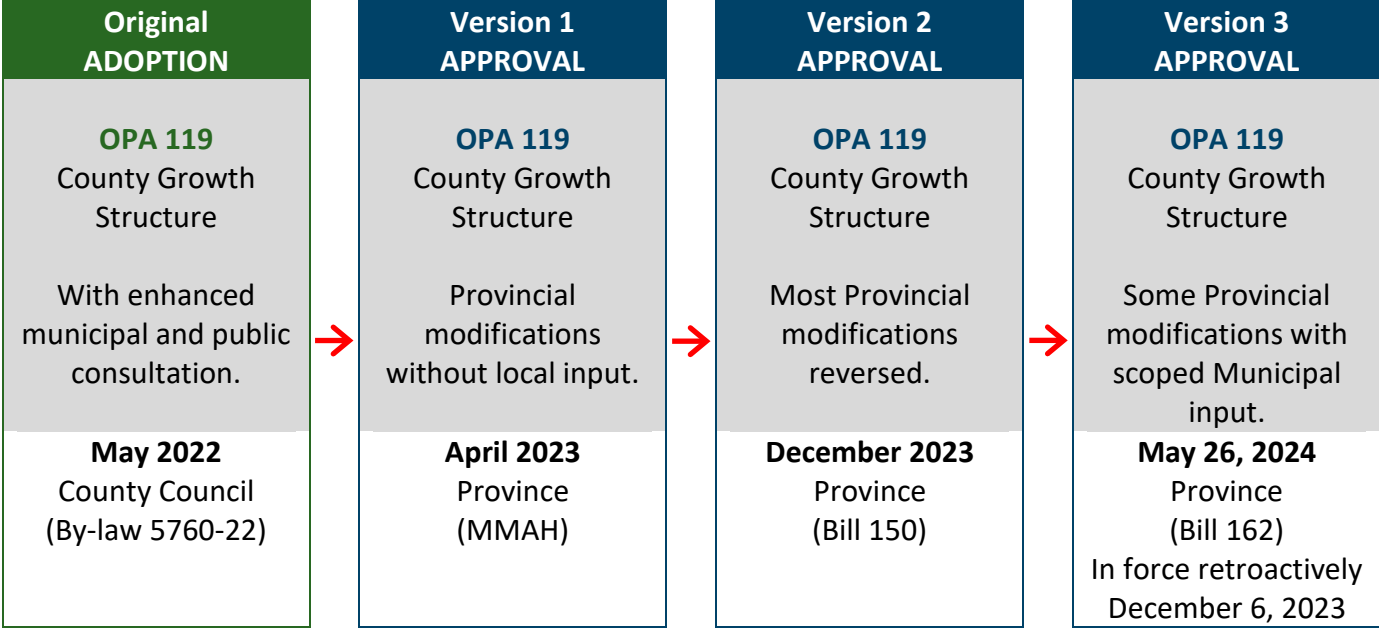 Original
ADOPTION
OPA 119
County Growth
Structure
With enhanced
municipal and public
consultation.
May 2022
County Council
(By-law 5760-22)
Version 1
APPROVAL
OPA 119
County Growth
Structure
Provincial
modifications
without local input.
April 2023
Province
(MMAH)
Version 2
APPROVAL
OPA 119
County Growth
Structure
Most Provincial
modifications
reversed.
December 2023
Province
(Bill 150)
Version 3
APPROVAL
OPA 119
County Growth
Structure
Some Provincial
modifications with
scoped Municipal
input.
May 26, 2024
Province
(Bill 162)
In force retroactively
December 6, 2023